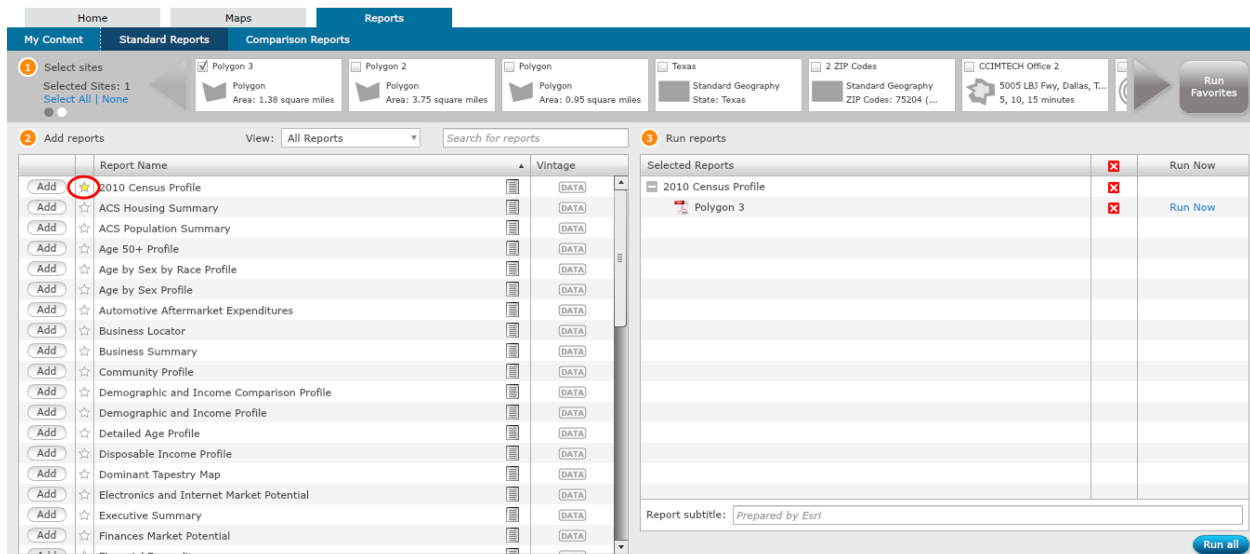 Home Maps Reports
My Content Standard Reports Comparison Reports
1 Select sites
Selected Sites: 1
Select All | None
Polygon 3
Polygon
Area: 1.38 square miles
Polygon 2
Polygon
Area: 3.75 square miles
Polygon
Polygon
Area: 0.95 square miles
Texas
Standard Geography
State: Texas
2 ZIP Codes
Standard Geography
ZIP Codes: 75204 (...
CCIMTECH Office 2
5005 LBJ Fwy, Dallas, T...
5, 10, 15 minutes
Run
Favorites
2 Add reports View: All Reports Search for reports
Report Name Vintage
Add 2010 Census Profile DATA
Add ACS Housing Summary DATA
Add ACS Population Summary DATA
Add Age 50+ Profile DATA
Add Age by Sex by Race Profile DATA
Add Age by Sex Profile DATA
Add Automotive Aftermarket Expenditures DATA
Add Business Locator DATA
Add Business Summary DATA
Add Community Profile DATA
Add Demographic and Income Comparison Profile DATA
Add Demographic and Income Profile DATA
Add Detailed Age Profile DATA
Add Disposable Income Profile DATA
Add Dominant Tapestry Map DATA
Add Electronics and Internet Market Potential DATA
Add Executive Summary DATA
Add Finances Market Potential DATA
3 Run reports
Selected Reports Run Now
2010 Census Profile
Polygon 3 Run Now
Report subtitle: Prepared by Esri
Run all